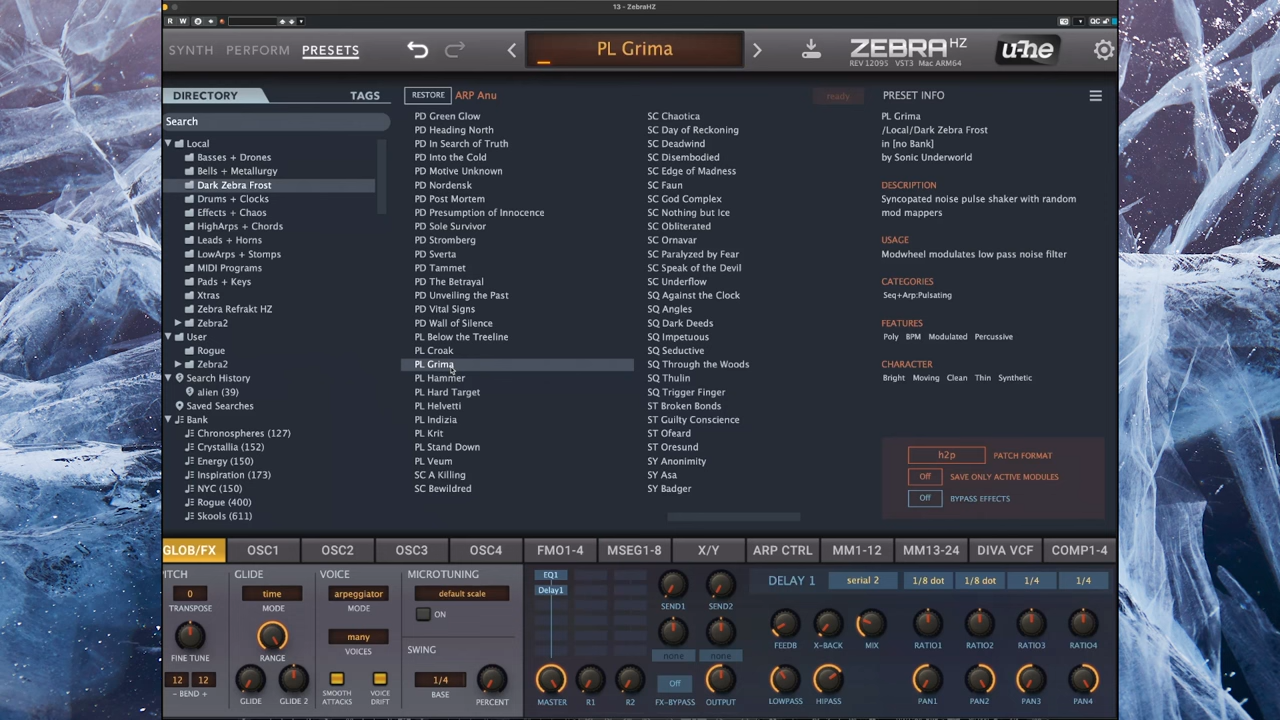 13 - ZebraHZ
R W
QC
SYNTH PERFORM PRESETS
PL Grima
ZEBRA HZ
REV 12095 VST3 Mac ARM64
u-he
DIRECTORY TAGS
RESTORE ARP Anu
ready
PRESET INFO
Search
Local
Basses + Drones
Bells + Metallurgy
Dark Zebra Frost
Drums + Clocks
Effects + Chaos
HighArps + Chords
Leads + Horns
LowArps + Stomps
MIDI Programs
Pads + Keys
Xtras
Zebra Refrakt HZ
Zebra2
User
Rogue
Zebra2
Search History
alien (39)
Saved Searches
Bank
Chronospheres (127)
Crystallia (152)
Energy (150)
Inspiration (173)
NYC (150)
Rogue (400)
Skools (611)
PD Green Glow
PD Heading North
PD In Search of Truth
PD Into the Cold
PD Motive Unknown
PD Nordensk
PD Post Mortem
PD Presumption of Innocence
PD Sole Survivor
PD Stromberg
PD Sverta
PD Tammet
PD The Betrayal
PD Unveiling the Past
PD Vital Signs
PD Wall of Silence
PL Below the Treeline
PL Croak
PL Grima
PL Hammer
PL Hard Target
PL Helvetti
PL Indizia
PL Krit
PL Stand Down
PL Veum
SC A Killing
SC Bewildred
SC Chaotica
SC Day of Reckoning
SC Deadwind
SC Disembodied
SC Edge of Madness
SC Faun
SC God Complex
SC Nothing but Ice
SC Obliterated
SC Ornavar
SC Paralyzed by Fear
SC Speak of the Devil
SC Underflow
SQ Against the Clock
SQ Angles
SQ Dark Deeds
SQ Impetuous
SQ Seductive
SQ Through the Woods
SQ Thulin
SQ Trigger Finger
ST Broken Bonds
ST Guilty Conscience
ST Ofeard
ST Oresund
SY Anonimity
SY Asa
SY Badger
PL Grima
/Local/Dark Zebra Frost
in [no Bank]
by Sonic Underworld
DESCRIPTION
Syncopated noise pulse shaker with random
mod mappers
USAGE
Modwheel modulates low pass noise filter
CATEGORIES
Seq+Arp:Pulsating
FEATURES
Poly BPM Modulated Percussive
CHARACTER
Bright Moving Clean Thin Synthetic
h2p PATCH FORMAT
Off SAVE ONLY ACTIVE MODULES
Off BYPASS EFFECTS
GLOB/FX OSC1 OSC2 OSC3 OSC4 FMO1-4 MSEG1-8 X/Y ARP CTRL MM1-12 MM13-24 DIVA VCF COMP1-4
PITCH
0
TRANSPOSE
FINE TUNE
12 12
- BEND +
GLIDE
time
MODE
RANGE
GLIDE GLIDE 2
VOICE
arpeggiator
MODE
many
VOICES
SMOOTH
ATTACKS
VOICE
DRIFT
MICROTUNING
default scale
ON
SWING
1/4
BASE
PERCENT
EQ1
Delay1
MASTER R1 R2
SEND1 SEND2
none none
Off
FX-BYPASS OUTPUT
DELAY 1 serial 2 1/8 dot 1/8 dot 1/4 1/4
FEEDB X-BACK MIX RATIO1 RATIO2 RATIO3 RATIO4
LOWPASS HIPASS PAN1 PAN2 PAN3 PAN4